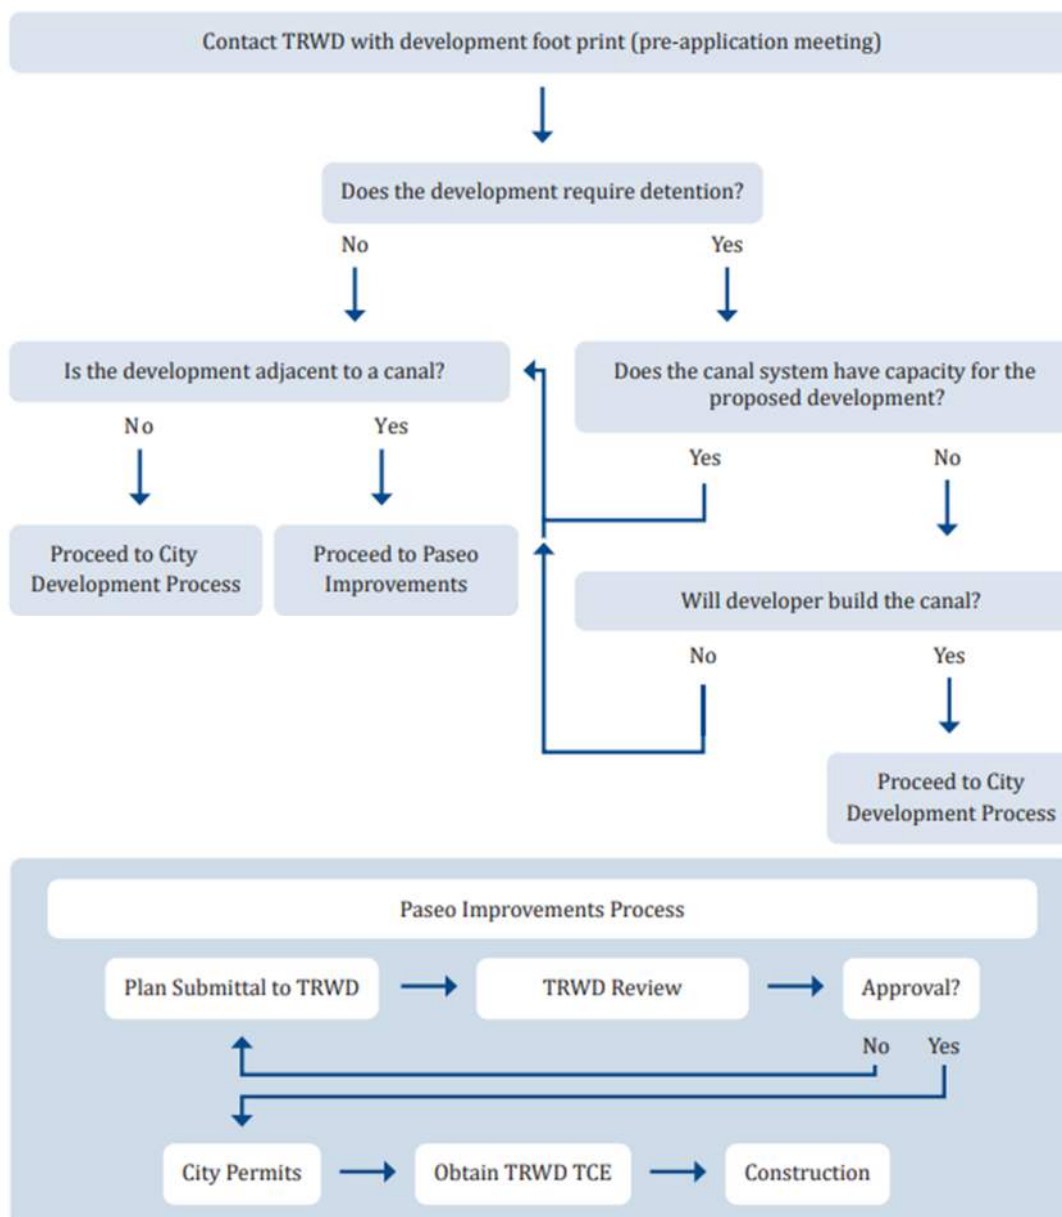 Contact TRWD with development foot print (pre-application meeting)
Does the development require detention?
No
Yes
Is the development adjacent to a canal?
Does the canal system have capacity for the
proposed development?
No
Yes
Yes
No
Proceed to City
Development Process
Proceed to Paseo
Improvements
Will developer build the canal?
No
Yes
Proceed to City
Development Process
Paseo Improvements Process
Plan Submittal to TRWD
TRWD Review
Approval?
No
Yes
City Permits
Obtain TRWD TCE
Construction